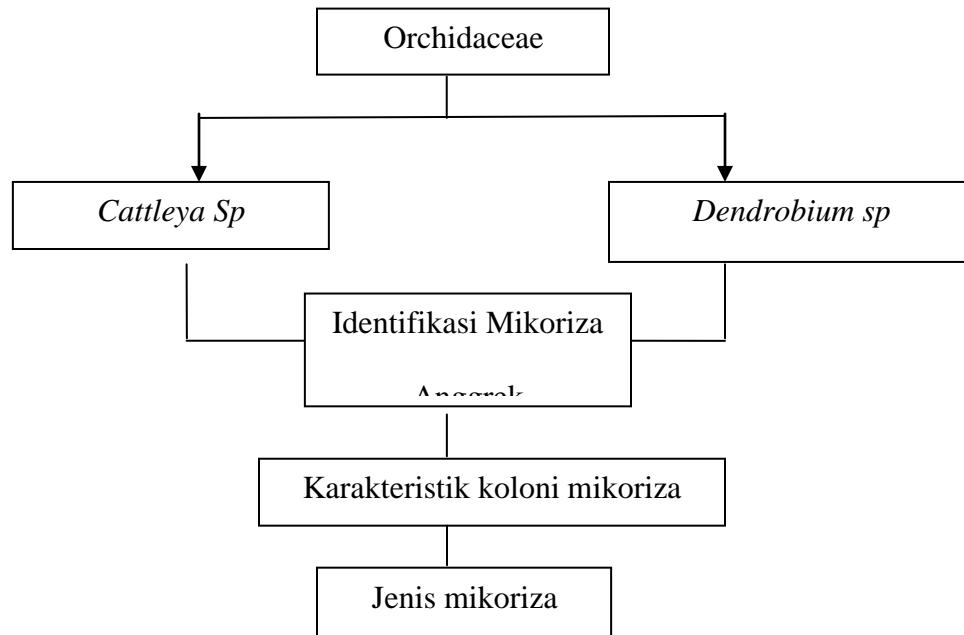 Orchidaceae
Cattleya Sp
Dendrobium sp
Identifikasi Mikoriza
Karakteristik koloni mikoriza
Jenis mikoriza